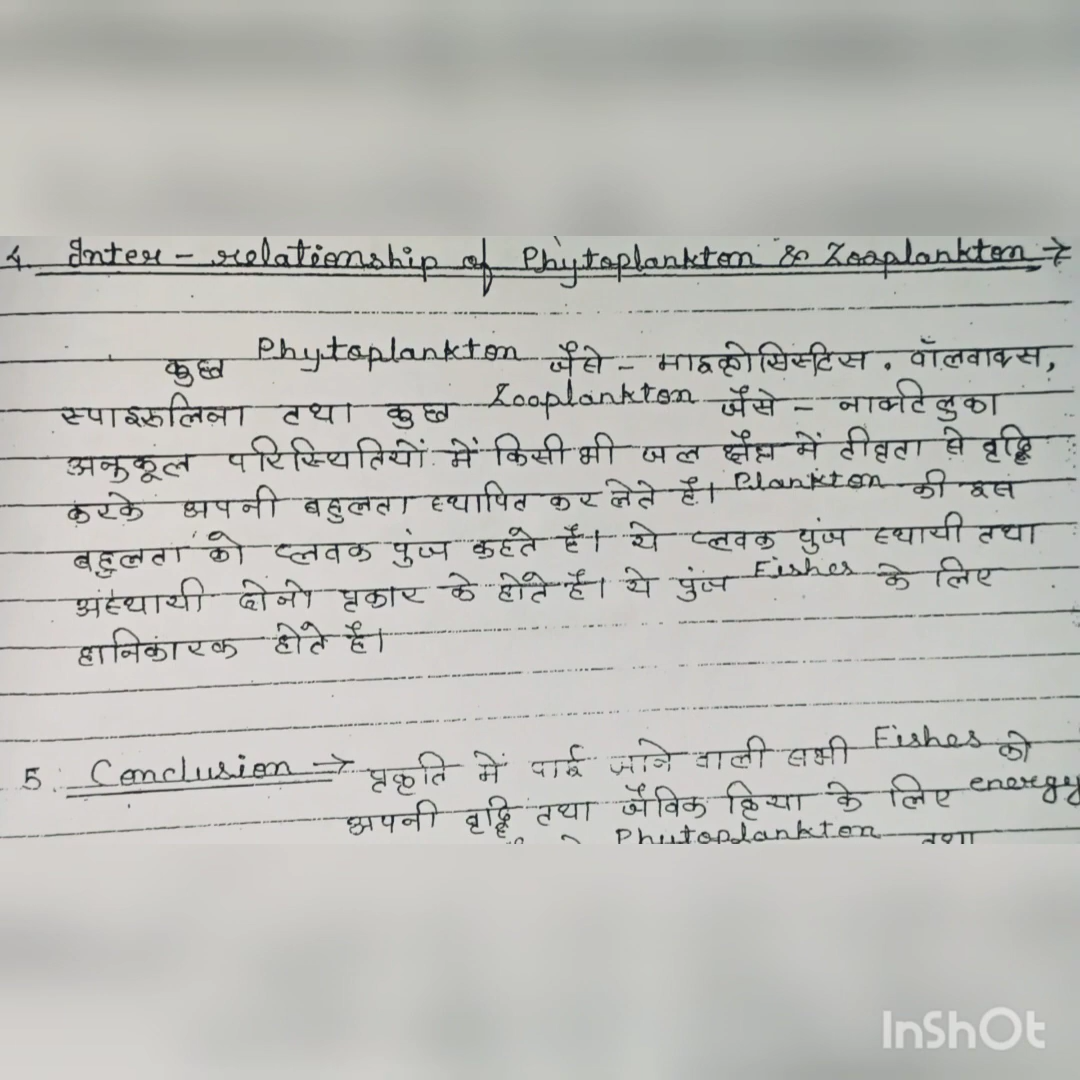 4. Inter - relationship of Phytoplankton & Zooplankton →
कुछ Phytoplankton जैसे - माइक्रोसिस्टिस, वॉलवाक्स,
स्पाइरुलिना तथा कुछ Zooplankton जैसे - नाक्टिलुका
अनुकूल परिस्थितियों में किसी भी जल क्षेत्र में तीव्रता से वृद्धि
करके अपनी बहुलता स्थापित कर लेते है। Plankton की इस
बहुलता को प्लवक पुंज कहते है। ये प्लवक पुंज स्थायी तथा
अस्थायी दोनो प्रकार के होते है। ये पुंज Fishes के लिए
हानिकारक होते है।
5. Conclusion → प्रकृति में पाई जाने वाली सभी Fishes को
अपनी वृद्धि तथा जैविक क्रिया के लिए energy
Phytoplankton तथा
InShOt